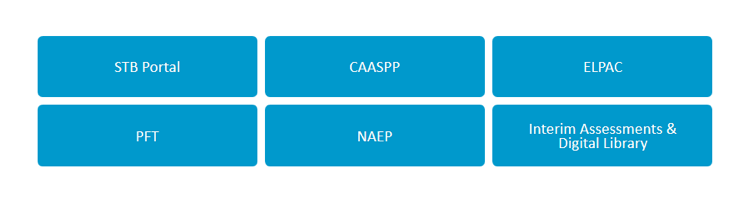 STB Portal
CAASPP
ELPAC
PFT
NAEP
Interim Assessments &
Digital Library